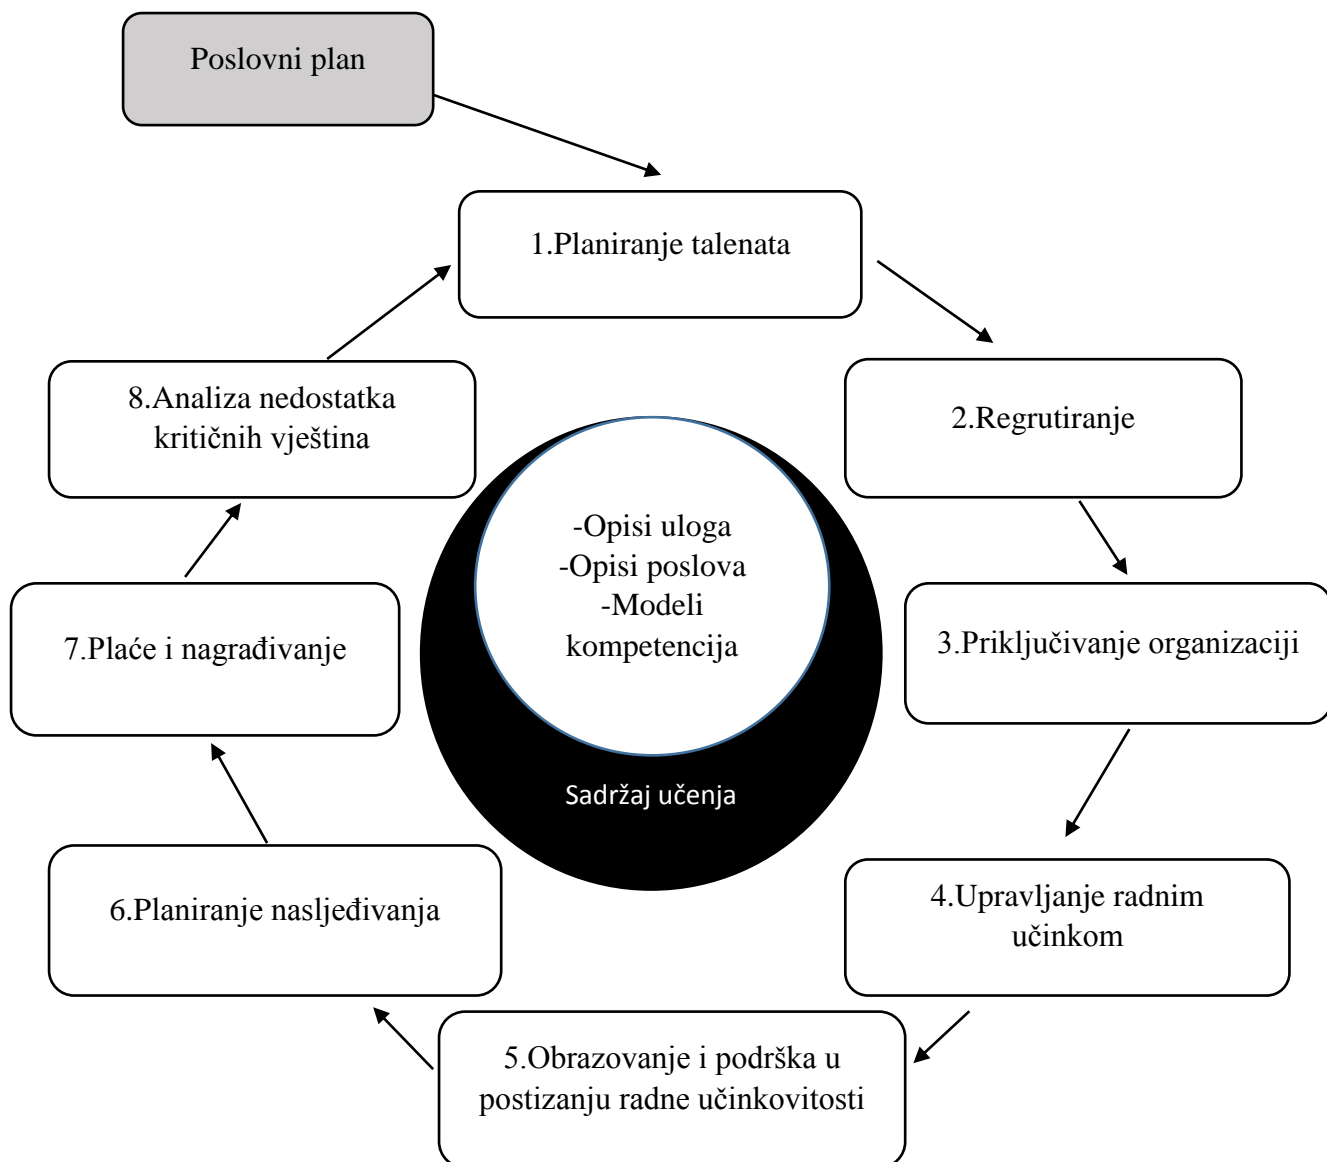 Poslovni plan
1.Planiranje talenata
2.Regrutiranje
3.Priključivanje organizaciji
4.Upravljanje radnim
učinkom
5.Obrazovanje i podrška u
postizanju radne učinkovitosti
6.Planiranje nasljeđivanja
7.Plaće i nagrađivanje
8.Analiza nedostatka
kritičnih vještina
-Opisi uloga
-Opisi poslova
-Modeli
kompetencija
Sadržaj učenja